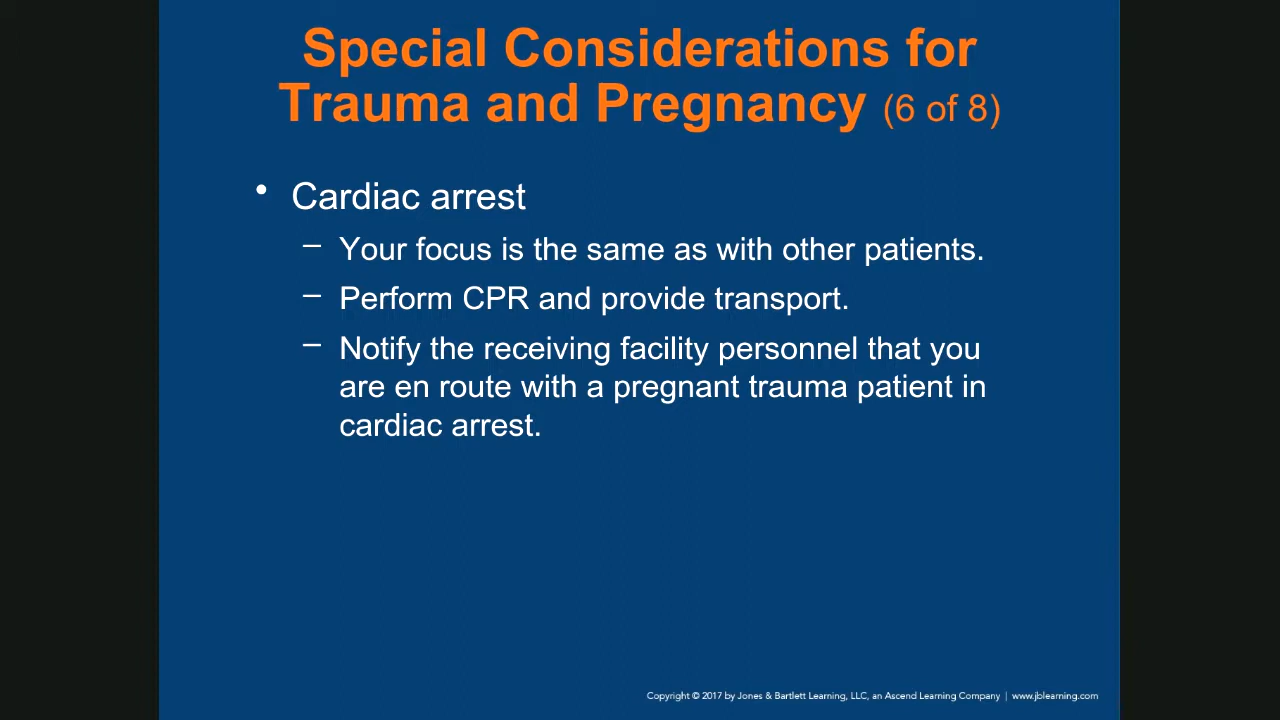 Special Considerations for
Trauma and Pregnancy (6 of 8)
• Cardiac arrest
– Your focus is the same as with other patients.
– Perform CPR and provide transport.
– Notify the receiving facility personnel that you
are en route with a pregnant trauma patient in
cardiac arrest.
Copyright © 2017 by Jones & Bartlett Learning, LLC, an Ascend Learning Company | www.jblearning.com